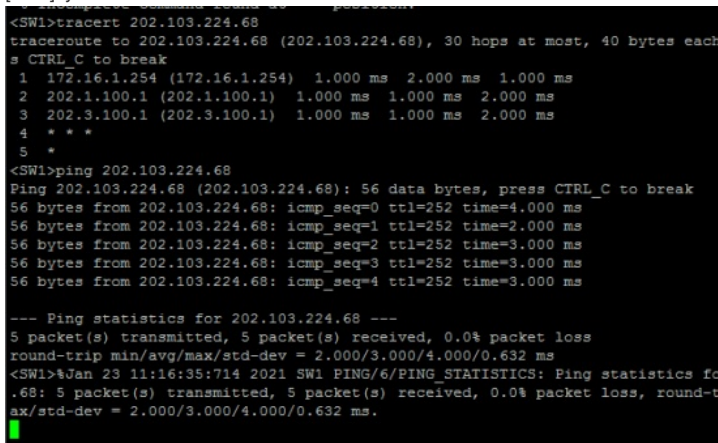 % Incomplete command found at position.
<SW1>tracert 202.103.224.68
traceroute to 202.103.224.68 (202.103.224.68), 30 hops at most, 40 bytes each
s CTRL_C to break
1 172.16.1.254 (172.16.1.254) 1.000 ms 2.000 ms 1.000 ms
2 202.1.100.1 (202.1.100.1) 1.000 ms 1.000 ms 2.000 ms
3 202.3.100.1 (202.3.100.1) 1.000 ms 1.000 ms 2.000 ms
4 * * *
5 *
<SW1>ping 202.103.224.68
Ping 202.103.224.68 (202.103.224.68): 56 data bytes, press CTRL_C to break
56 bytes from 202.103.224.68: icmp_seq=0 ttl=252 time=4.000 ms
56 bytes from 202.103.224.68: icmp_seq=1 ttl=252 time=2.000 ms
56 bytes from 202.103.224.68: icmp_seq=2 ttl=252 time=3.000 ms
56 bytes from 202.103.224.68: icmp_seq=3 ttl=252 time=3.000 ms
56 bytes from 202.103.224.68: icmp_seq=4 ttl=252 time=3.000 ms
--- Ping statistics for 202.103.224.68 ---
5 packet(s) transmitted, 5 packet(s) received, 0.0% packet loss
round-trip min/avg/max/std-dev = 2.000/3.000/4.000/0.632 ms
<SW1>%Jan 23 11:16:35:714 2021 SW1 PING/6/PING_STATISTICS: Ping statistics fo
.68: 5 packet(s) transmitted, 5 packet(s) received, 0.0% packet loss, round-t
ax/std-dev = 2.000/3.000/4.000/0.632 ms.